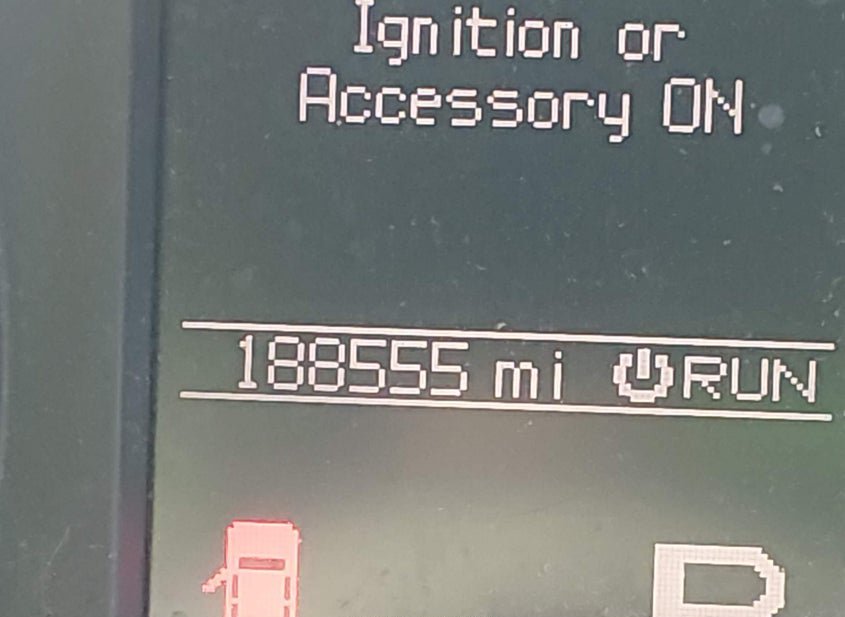 Ignition or
Accessory ON
188555 mi RUN
P